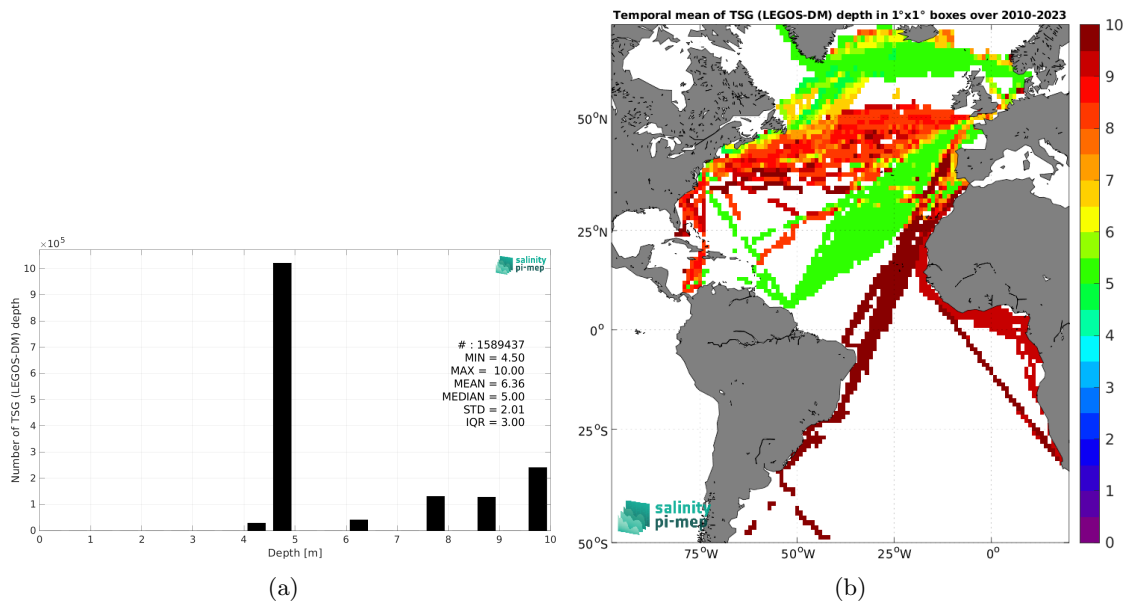 ×10⁵
10
9
8
7
6
5
4
3
2
1
0
Number of TSG (LEGOS-DM) depth
salinity
pi-mep
# : 1589437
MIN = 4.50
MAX = 10.00
MEAN = 6.36
MEDIAN = 5.00
STD = 2.01
IQR = 3.00
0 1 2 3 4 5 6 7 8 9 10
Depth [m]
(a)
Temporal mean of TSG (LEGOS-DM) depth in 1°x1° boxes over 2010-2023
50°N
25°N
0°
25°S
50°S
75°W 50°W 25°W 0°
salinity
pi-mep
10
9
8
7
6
5
4
3
2
1
0
(b)